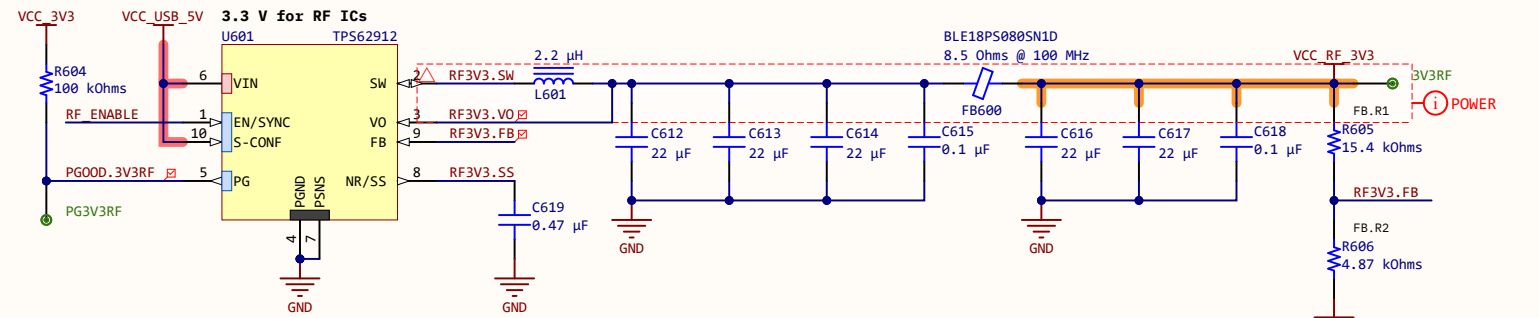 VCC_3V3
VCC_USB_5V
3.3 V for RF ICs
U601
TPS62912
R604
100 kOhms
RF_ENABLE
PGOOD.3V3RF
PG3V3RF
6
VIN
1
EN/SYNC
10
S-CONF
5
PG
PGND
PSNS
4
7
GND
SW
2
VO
3
FB
9
NR/SS
8
RF3V3.SW
RF3V3.VO
RF3V3.FB
RF3V3.SS
2.2 µH
L601
C619
0.47 µF
GND
C612
22 µF
C613
22 µF
C614
22 µF
C615
0.1 µF
GND
BLE18PS080SN1D
8.5 Ohms @ 100 MHz
FB600
C616
22 µF
C617
22 µF
C618
0.1 µF
GND
VCC_RF_3V3
3V3RF
i
POWER
FB.R1
R605
15.4 kOhms
RF3V3.FB
FB.R2
R606
4.87 kOhms